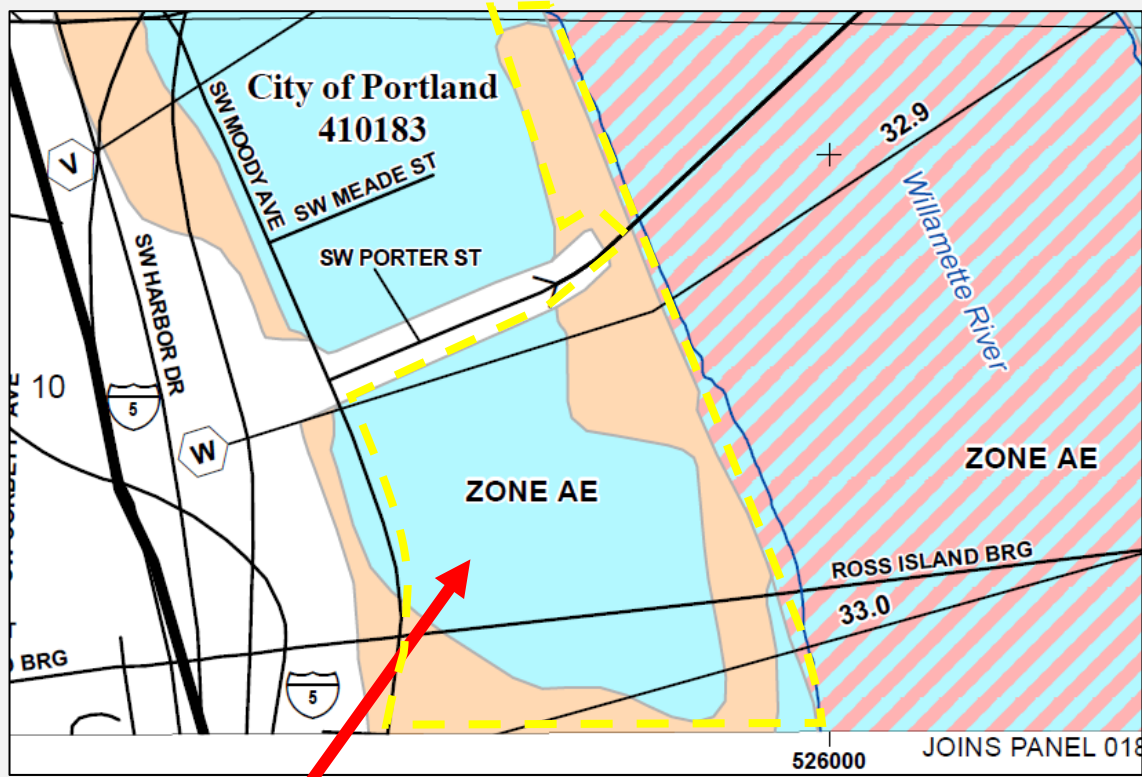 City of Portland
410183
32.9
SW MOODY AVE
V
SW MEADE ST
Willamette River
SW PORTER ST
SW HARBOR DR
10
AVE
5
W
ZONE AE
ZONE AE
ROSS ISLAND BRG
33.0
BRG
5
526000
JOINS PANEL 018